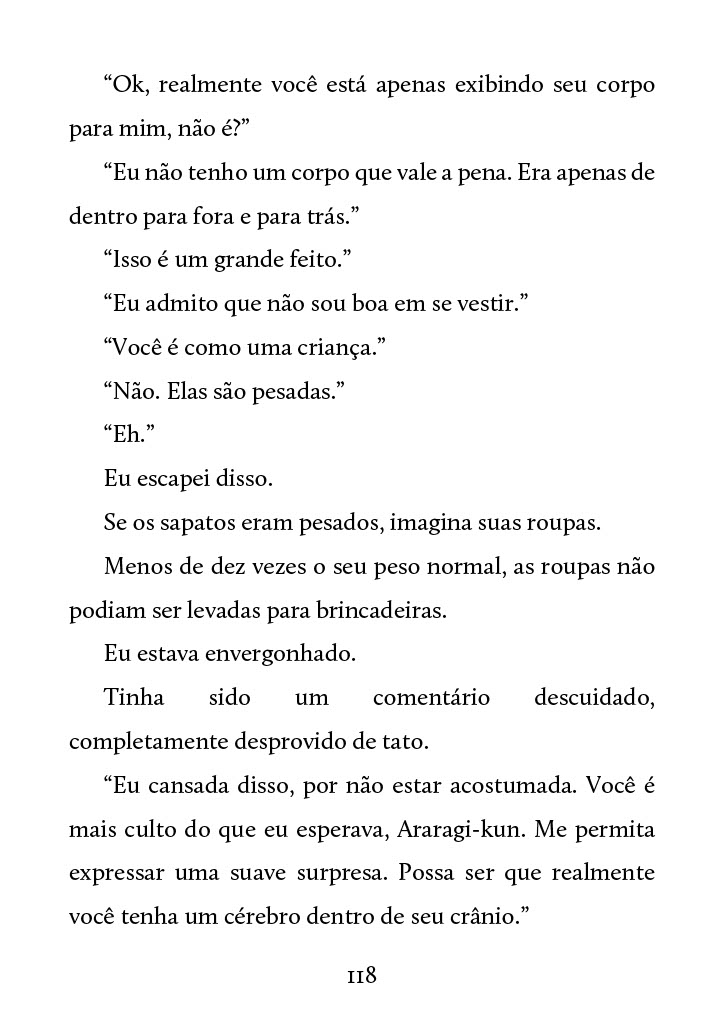 “Ok, realmente você está apenas exibindo seu corpo
para mim, não é?”
“Eu não tenho um corpo que vale a pena. Era apenas de
dentro para fora e para trás.”
“Isso é um grande feito.”
“Eu admito que não sou boa em se vestir.”
“Você é como uma criança.”
“Não. Elas são pesadas.”
“Eh.”
Eu escapei disso.
Se os sapatos eram pesados, imagina suas roupas.
Menos de dez vezes o seu peso normal, as roupas não
podiam ser levadas para brincadeiras.
Eu estava envergonhado.
Tinha sido um comentário descuidado,
completamente desprovido de tato.
“Eu cansada disso, por não estar acostumada. Você é
mais culto do que eu esperava, Araragi-kun. Me permita
expressar uma suave surpresa. Possa ser que realmente
você tenha um cérebro dentro de seu crânio.”
118